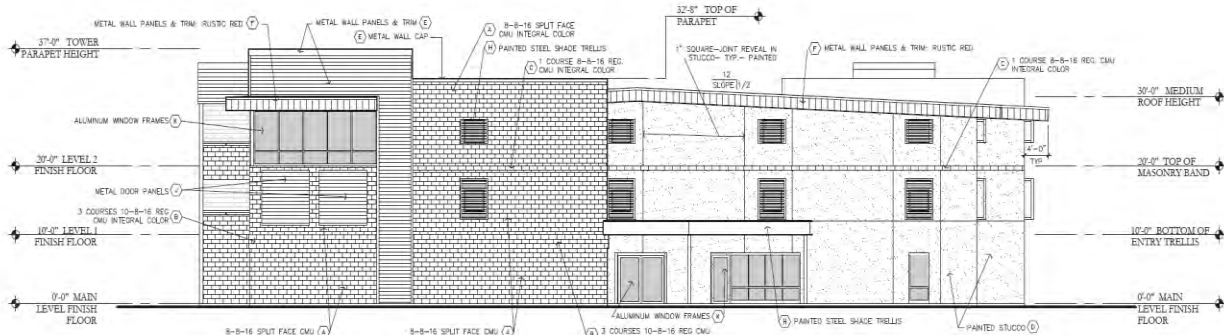 METAL WALL PANELS & TRIM: RUSTIC RED F
METAL WALL PANELS & TRIM E
E METAL WALL CAP
A 8-8-16 SPLIT FACE
CMU INTEGRAL COLOR
H PAINTED STEEL SHADE TRELLIS
C 1 COURSE 8-8-16 REG.
CMU INTEGRAL COLOR
32'-8" TOP OF
PARAPET
1" SQUARE-JOINT REVEAL IN
STUCCO- TYP.- PAINTED
12
SLOPE 1/2
F METAL WALL PANELS & TRIM: RUSTIC RED
C 1 COURSE 8-8-16 REG. CMU
INTEGRAL COLOR
37'-0" TOWER
PARAPET HEIGHT
ALUMINUM WINDOW FRAMES K
20'-0" LEVEL 2
FINISH FLOOR
METAL DOOR PANELS J
3 COURSES 10-8-16 REG
CMU INTEGRAL COLOR B
10'-0" LEVEL 1
FINISH FLOOR
0'-0" MAIN
LEVEL FINISH
FLOOR
30'-0" MEDIUM
ROOF HEIGHT
4'-0"
TYP
20'-0" TOP OF
MASONRY BAND
10'-0" BOTTOM OF
ENTRY TRELLIS
0'-0" MAIN
LEVEL FINISH
FLOOR
8-8-16 SPLIT FACE CMU A
8-8-16 SPLIT FACE CMU A
ALUMINUM WINDOW FRAMES K
B 3 COURSES 10-8-16 REG CMU
H PAINTED STEEL SHADE TRELLIS
PAINTED STUCCO D